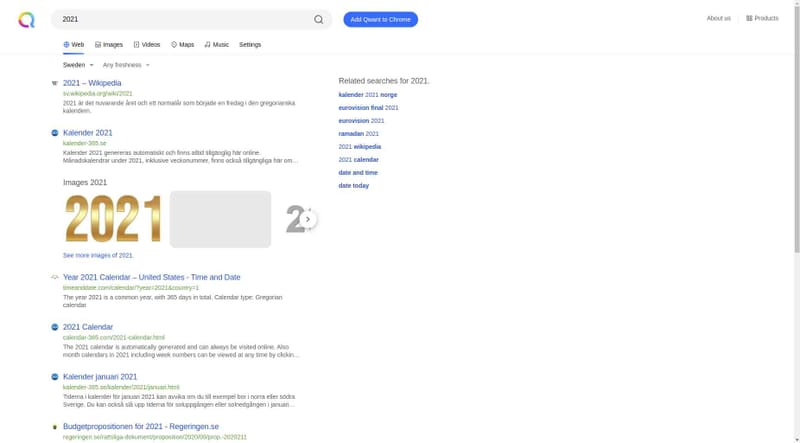 2021
Add Qwant to Chrome
About us
Products
Web
Images
Videos
Maps
Music
Settings
Sweden
Any freshness
2021 – Wikipedia
sv.wikipedia.org/wiki/2021
2021 är det nuvarande året och ett normalår som började en fredag i den gregorianska
kalendern.
Kalender 2021
kalender-365.se
Kalender 2021 genereras automatiskt och finns alltid tillgänglig här online.
Månadskalendrar under 2021, inklusive veckonummer, finns också tillgängliga här om…
Images 2021
2021
See more images of 2021.
Year 2021 Calendar – United States - Time and Date
timeanddate.com/calendar/?year=2021&country=1
The year 2021 is a common year, with 365 days in total. Calendar type: Gregorian
calendar
2021 Calendar
calendar-365.com/2021-calendar.html
The 2021 calendar is automatically generated and can always be visited online. Also
month calendars in 2021 including week numbers can be viewed at any time by clickin…
Kalender januari 2021
kalender-365.se/kalender/2021/januari.html
Tiderna i kalender för januari 2021 kan avvika om du till exempel ber i norra eller södra
Sverige. Du kan också slå upp tiderna för soluppgången eller solnedgången i januari…
Budgetpropositionen för 2021 - Regeringen.se
regeringen.se/rattsliga-dokument/proposition/2020/09/prop.-2020211
Related searches for 2021.
kalender 2021 norge
eurovision final 2021
eurovision 2021
ramadan 2021
2021 wikipedia
2021 calendar
date and time
date today